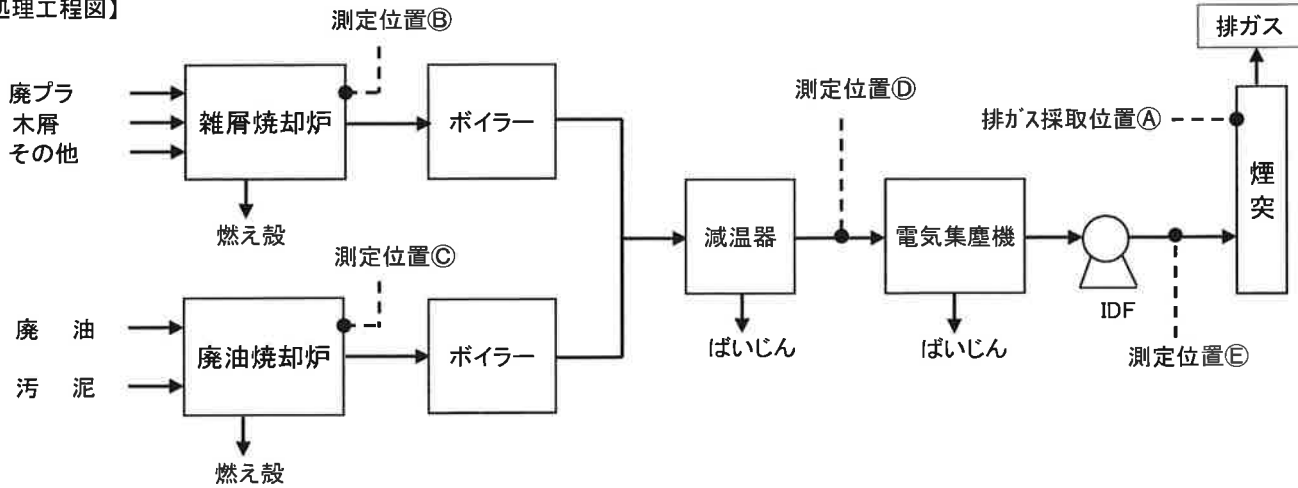 処理工程図】
排ガス
測定位置Ⓑ
廃プラ
木屑
その他
雑屑焼却炉
ボイラー
燃え殻
測定位置Ⓓ
排ガス採取位置Ⓐ
煙突
減温器
電気集塵機
IDF
ばいじん
ばいじん
測定位置Ⓔ
測定位置Ⓒ
廃　油
汚　泥
廃油焼却炉
ボイラー
燃え殻